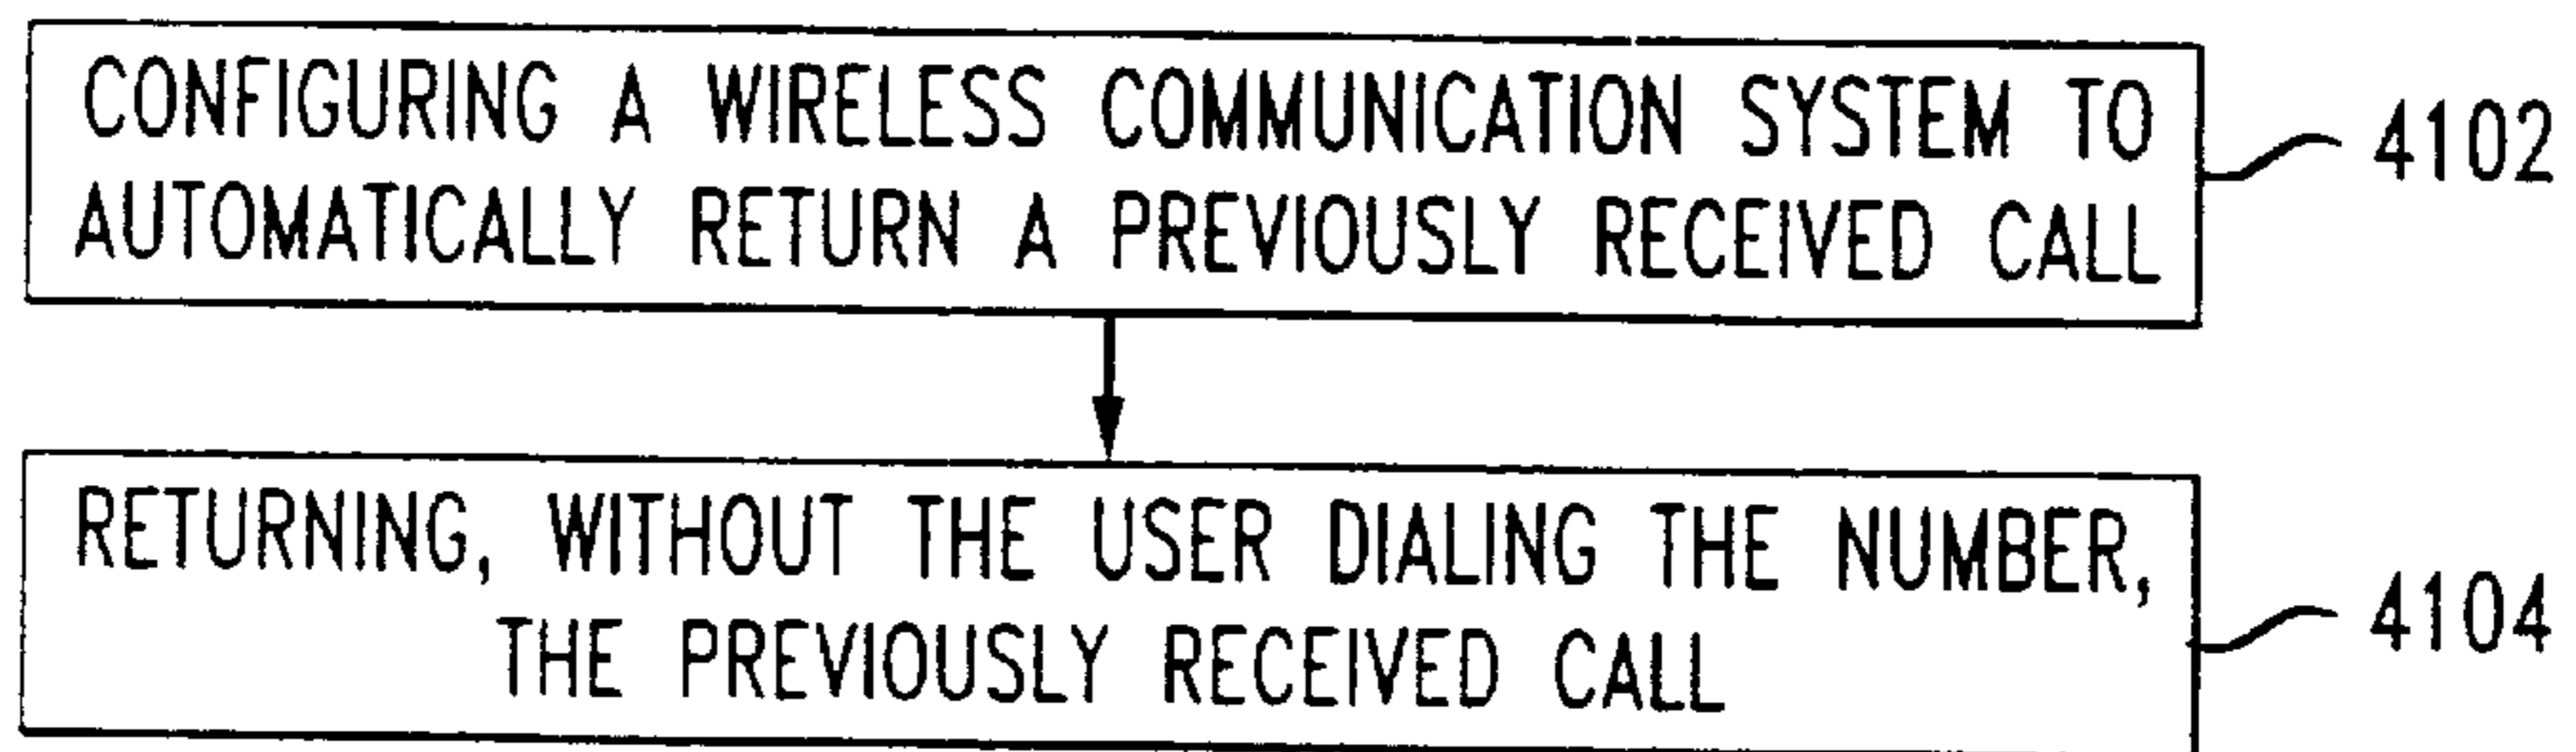 CONFIGURING A WIRELESS COMMUNICATION SYSTEM TO
AUTOMATICALLY RETURN A PREVIOUSLY RECEIVED CALL
4102
RETURNING, WITHOUT THE USER DIALING THE NUMBER,
THE PREVIOUSLY RECEIVED CALL
4104